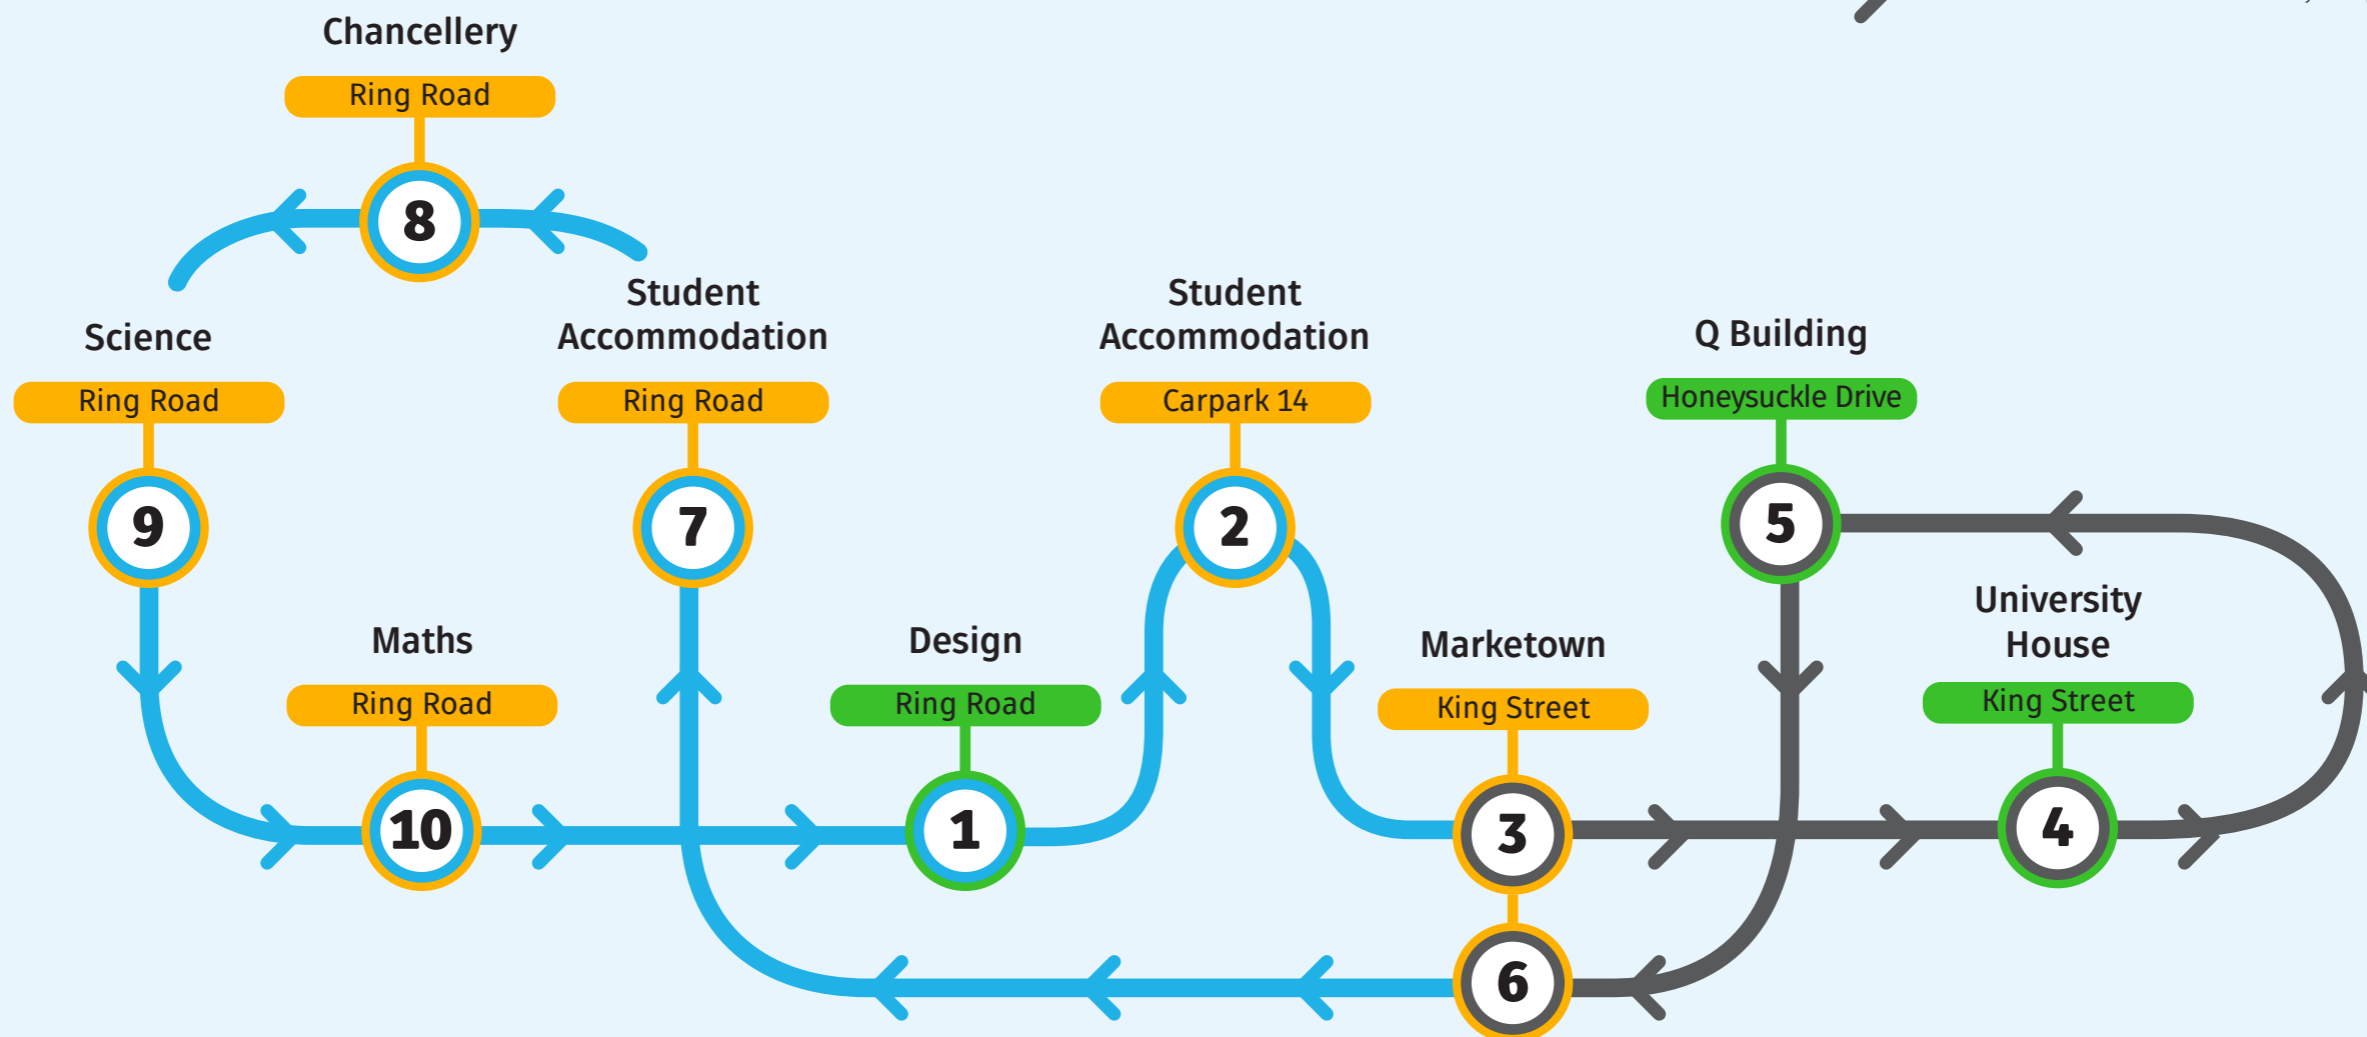 Chancellery
Ring Road
8
Science
Ring Road
9
Student
Accommodation
Ring Road
7
Student
Accommodation
Carpark 14
2
Q Building
Honeysuckle Drive
5
Maths
Ring Road
10
Design
Ring Road
1
Marketown
King Street
3
6
University
House
King Street
4